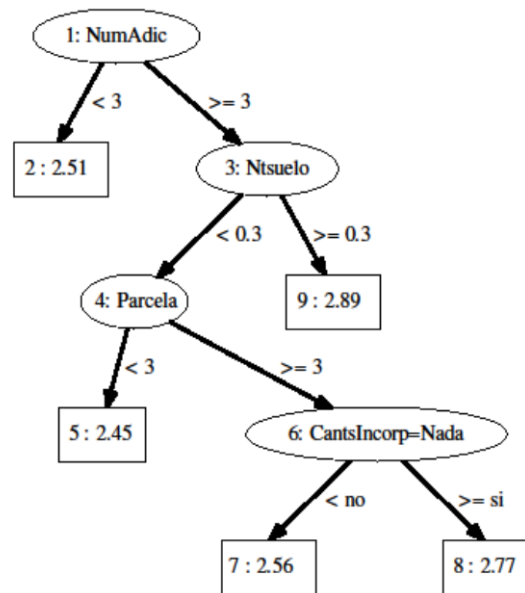 1: NumAdic
< 3
>= 3
2 : 2.51
3: Ntsuelo
< 0.3
>= 0.3
4: Parcela
9 : 2.89
< 3
>= 3
5 : 2.45
6: CantsIncorp=Nada
< no
>= si
7 : 2.56
8 : 2.77